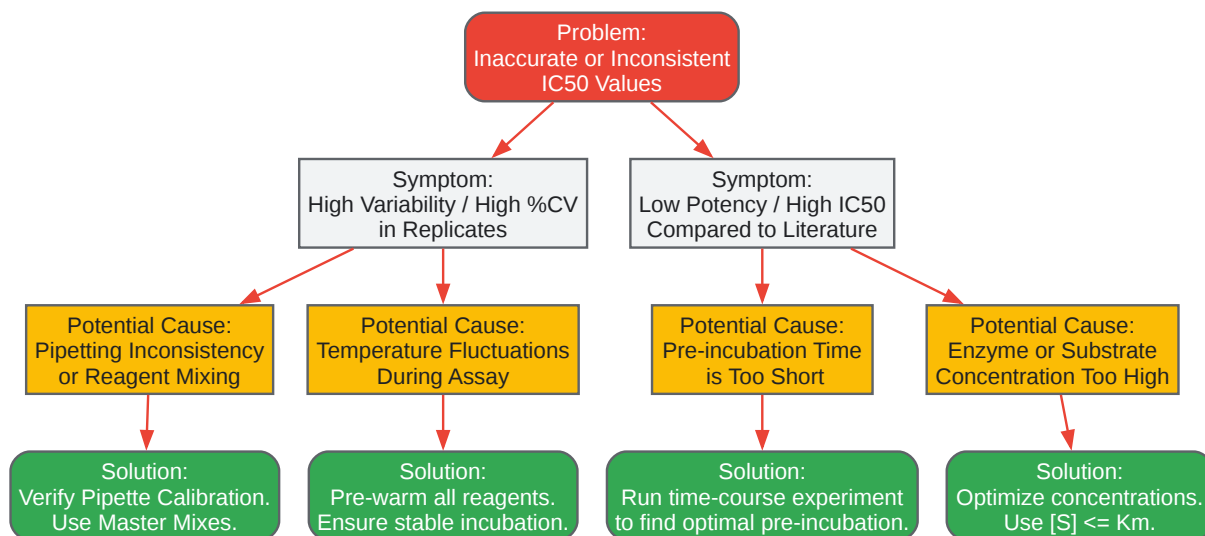 Problem:
Inaccurate or Inconsistent
IC50 Values
Symptom:
High Variability / High %CV
in Replicates
Symptom:
Low Potency / High IC50
Compared to Literature
Potential Cause:
Pipetting Inconsistency
or Reagent Mixing
Potential Cause:
Temperature Fluctuations
During Assay
Potential Cause:
Pre-incubation Time
is Too Short
Potential Cause:
Enzyme or Substrate
Concentration Too High
Solution:
Verify Pipette Calibration.
Use Master Mixes.
Solution:
Pre-warm all reagents.
Ensure stable incubation.
Solution:
Run time-course experiment
to find optimal pre-incubation.
Solution:
Optimize concentrations.
Use [S] <= Km.